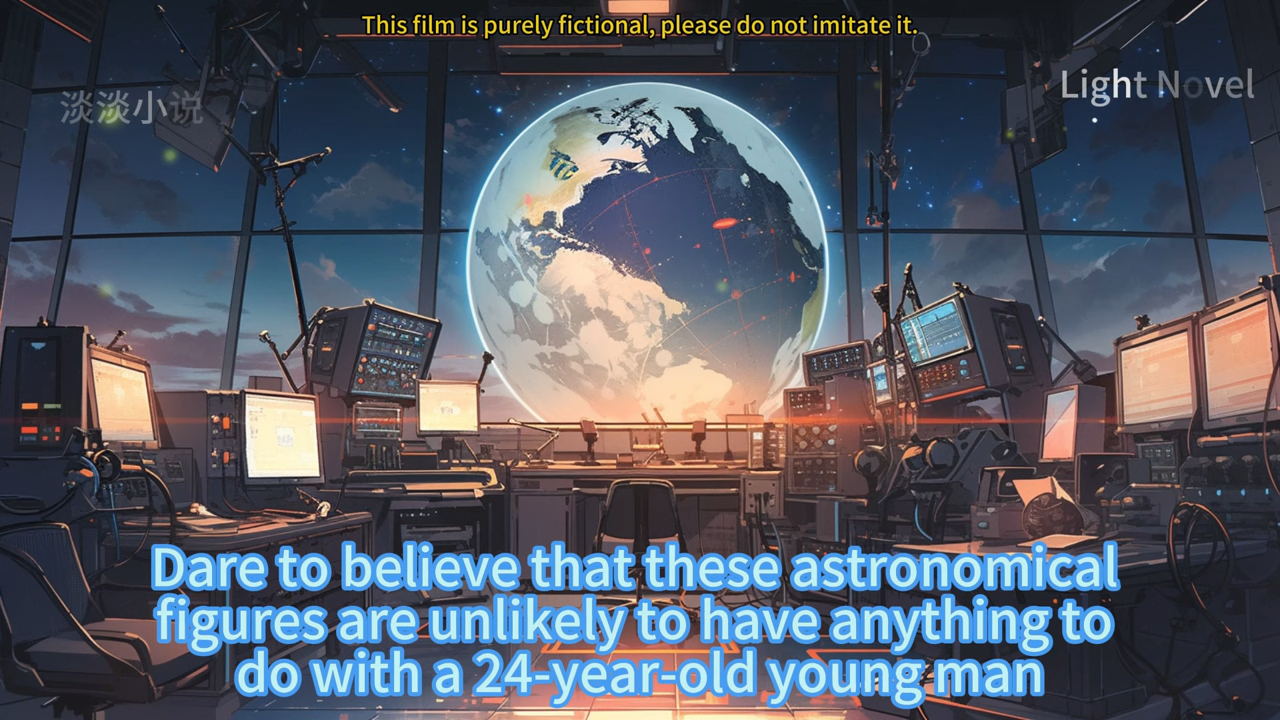 This film is purely fictional, please do not imitate it.
淡淡小说
Light Novel
Dare to believe that these astronomical
figures are unlikely to have anything to
do with a 24-year-old young man